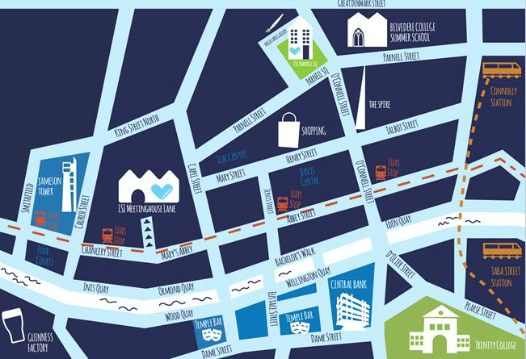 GREAT DENMARK STREET
BELVEDERE COLLEGE
SUMMER SCHOOL
ISI PARNELL SQ.
PARNELL SQ
PARNELL STREET
CONNOLLY
STATION
O'CONNELL STREET
THE SPIRE
KING STREET NORTH
PARNELL STREET
SHOPPING
TALBOT STREET
ILAC CENTRE
HENRY STREET
MARY STREET
CAPEL STREET
JERVIS
CENTRE
JERVIS STREET
O'CONNELL ST
LUAS
STOP
SMITHFIELD
JAMESON
TOWER
CHURCH STREET
ISI MEETINGHOUSE LANE
LUAS
STOP
ABBEY STREET
LUAS
STOP
LUAS
STOP
FOUR
COURTS
CHANCERY STREET
MARY'S ABBEY
EDEN QUAY
BACHELOR'S WALK
WELLINGTON QUAY
D'OLIER STREET
TARA STREET
STATION
INNS QUAY
ORMOND QUAY
WOOD QUAY
CENTRAL BANK
PEARSE STREET
TEMPLE BAR
TEMPLE BAR
DAME STREET
DAME STREET
GUINNESS
FACTORY
TRINITY COLLEGE